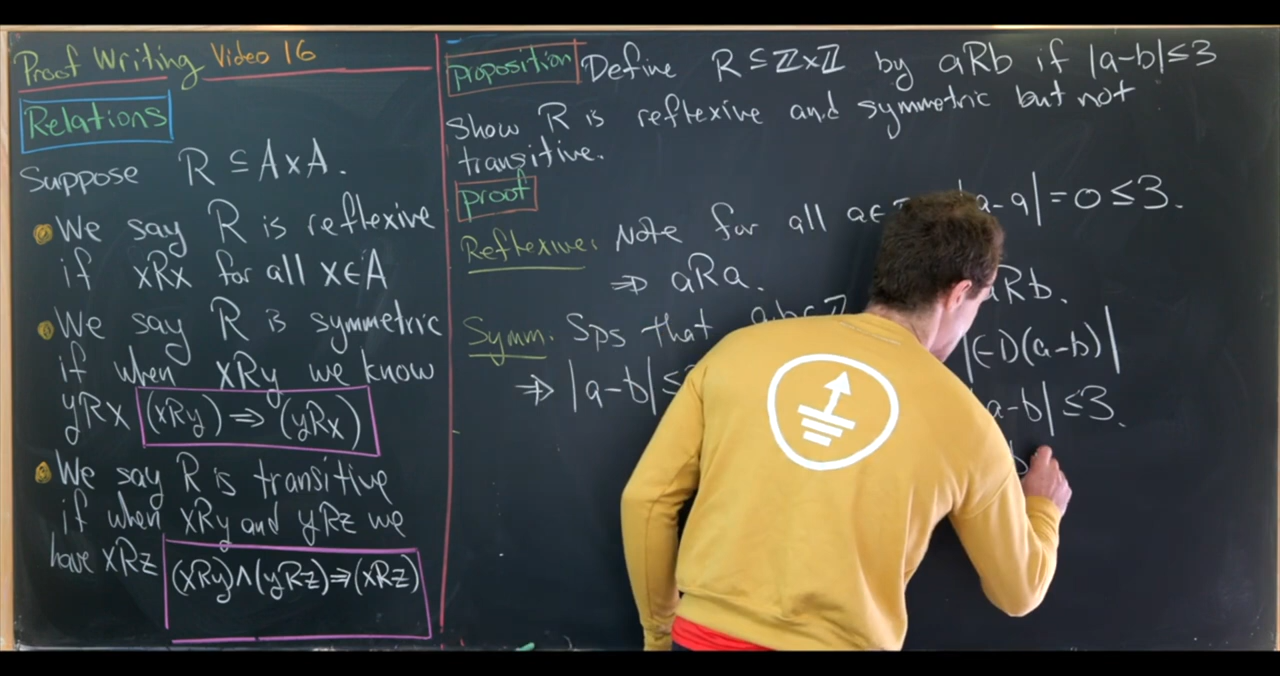 Proof Writing Video 16
Relations
Suppose R ⊆ A×A.
We say R is reflexive
if xRx for all x∈A
We say R is symmetric
if when xRy we know
yRx (xRy) ⇒ (yRx)
We say R is transitive
if when xRy and yRz we
have xRz
(xRy)∧(yRz)⇒(xRz)
proposition Define R ⊆ ℤ×ℤ by aRb if |a-b|≤3
Show R is reflexive and symmetric but not
transitive.
proof
Reflexive: Note for all a∈ a-a|=0≤3.
⇒ aRa.
Symm. Sps that a,b∈ℤ aRb.
⇒ |a-b|≤ |(-1)(a-b)|
a-b|≤3.
b